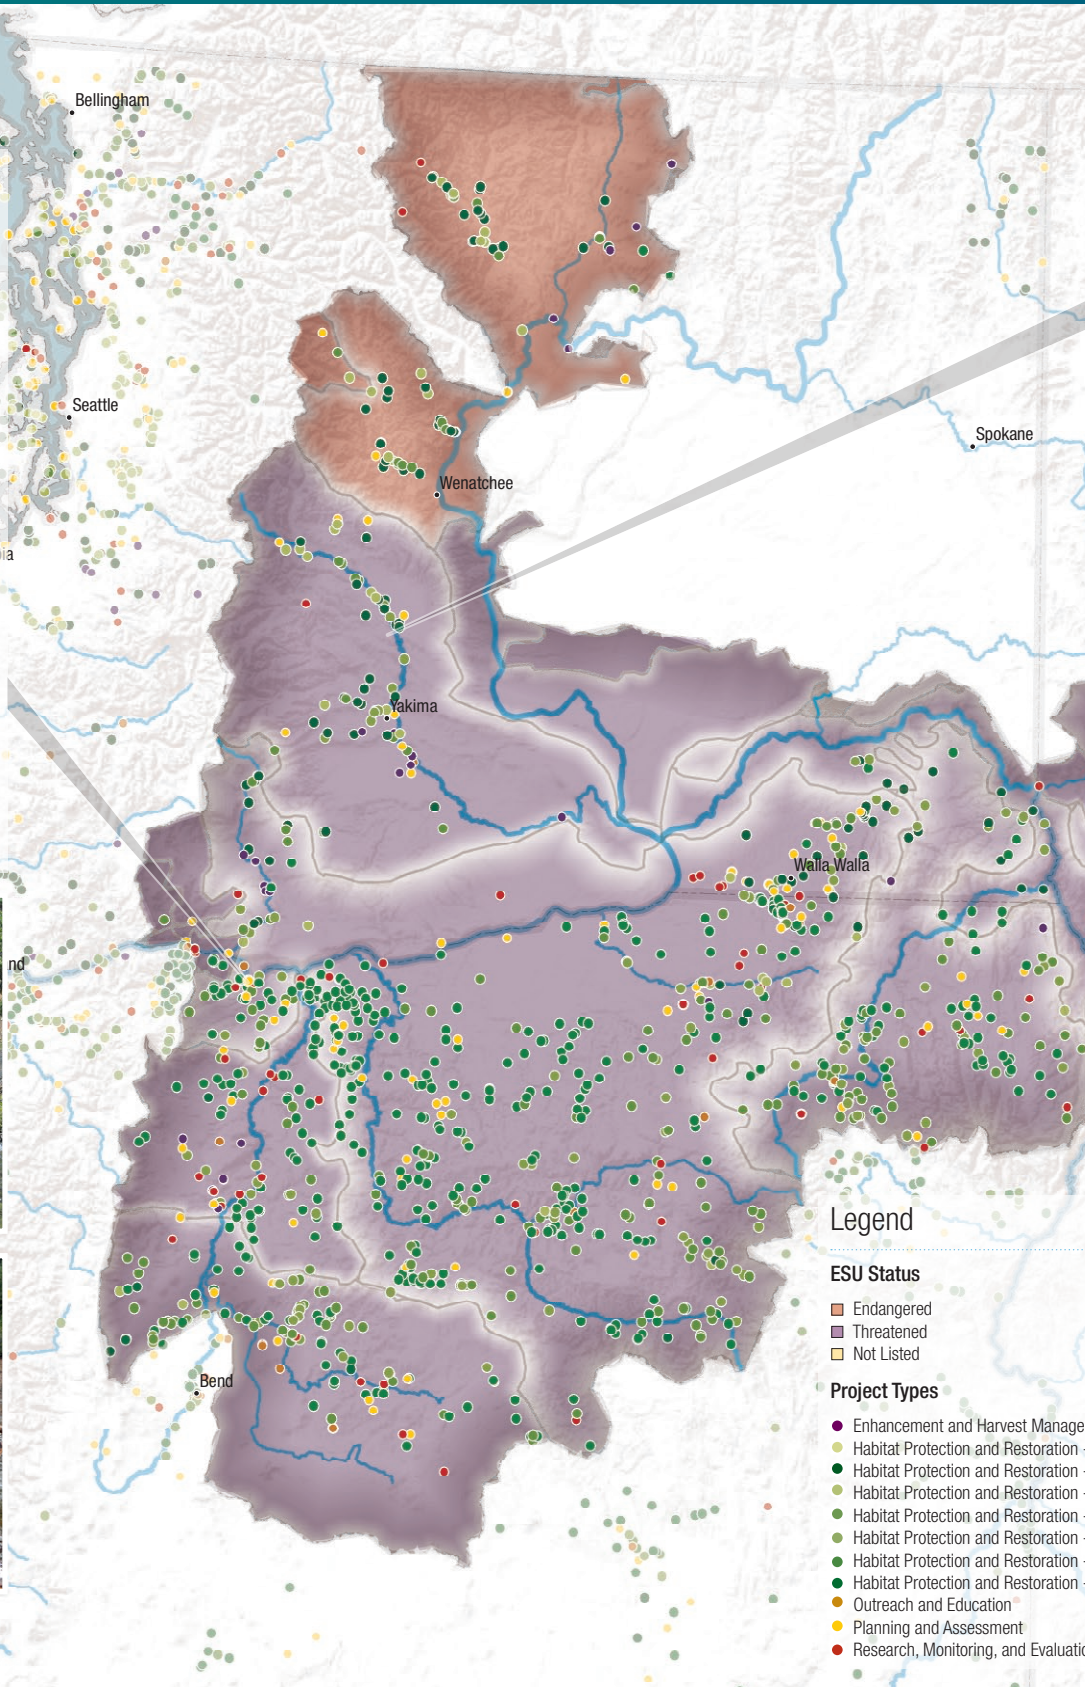 Bellingham
Seattle
Spokane
Wenatchee
ia
Yakima
Walla Walla
nd
Bend
Legend
ESU Status
Endangered
Threatened
Not Listed
Project Types
Enhancement and Harvest Manage
Habitat Protection and Restoration -
Habitat Protection and Restoration -
Habitat Protection and Restoration -
Habitat Protection and Restoration -
Habitat Protection and Restoration -
Habitat Protection and Restoration -
Habitat Protection and Restoration -
Outreach and Education
Planning and Assessment
Research, Monitoring, and Evaluatio